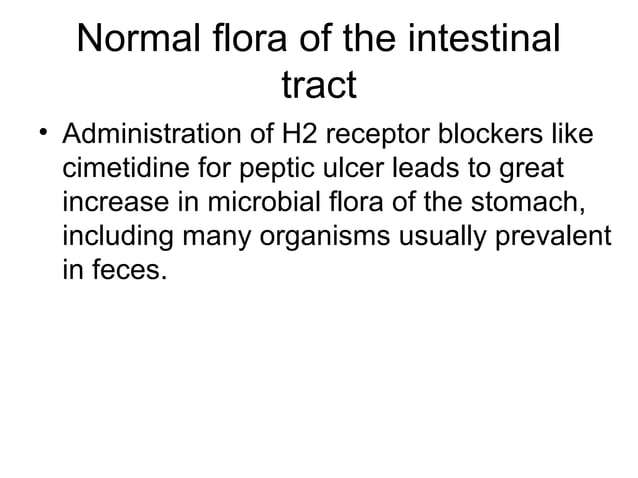 Normal flora of the intestinal
tract
• Administration of H2 receptor blockers like
cimetidine for peptic ulcer leads to great
increase in microbial flora of the stomach,
including many organisms usually prevalent
in feces.